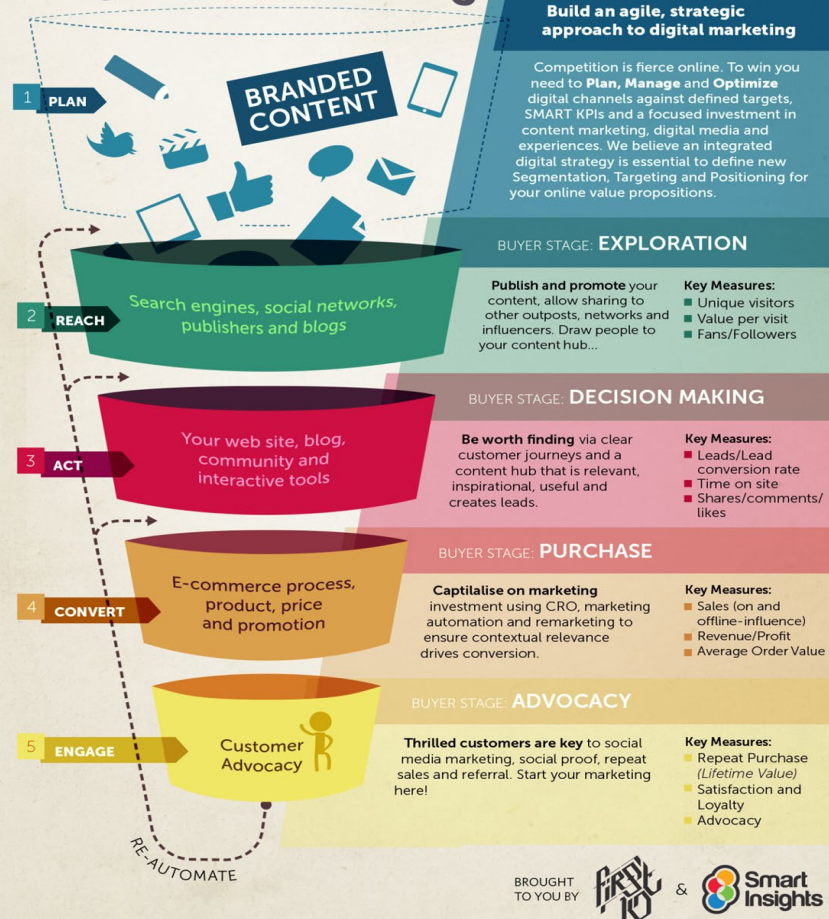 Build an agile, strategic
approach to digital marketing
1 PLAN
BRANDED
CONTENT
Competition is fierce online. To win you
need to Plan, Manage and Optimize
digital channels against defined targets,
SMART KPIs and a focused investment in
content marketing, digital media and
experiences. We believe an integrated
digital strategy is essential to define new
Segmentation, Targeting and Positioning for
your online value propositions.
BUYER STAGE: EXPLORATION
2 REACH
Search engines, social networks,
publishers and blogs
Publish and promote your
content, allow sharing to
other outposts, networks and
influencers. Draw people to
your content hub...
Key Measures:
Unique visitors
Value per visit
Fans/Followers
BUYER STAGE: DECISION MAKING
3 ACT
Your web site, blog,
community and
interactive tools
Be worth finding via clear
customer journeys and a
content hub that is relevant,
inspirational, useful and
creates leads.
Key Measures:
Leads/Lead
conversion rate
Time on site
Shares/comments/
likes
BUYER STAGE: PURCHASE
4 CONVERT
E-commerce process,
product, price
and promotion
Captilalise on marketing
investment using CRO, marketing
automation and remarketing to
ensure contextual relevance
drives conversion.
Key Measures:
Sales (on and
offline-influence)
Revenue/Profit
Average Order Value
BUYER STAGE: ADVOCACY
5 ENGAGE
Customer
Advocacy
Thrilled customers are key to social
media marketing, social proof, repeat
sales and referral. Start your marketing
here!
Key Measures:
Repeat Purchase
(Lifetime Value)
Satisfaction and
Loyalty
Advocacy
RE-AUTOMATE
BROUGHT
TO YOU BY
FiRST
10
&
Smart
Insights